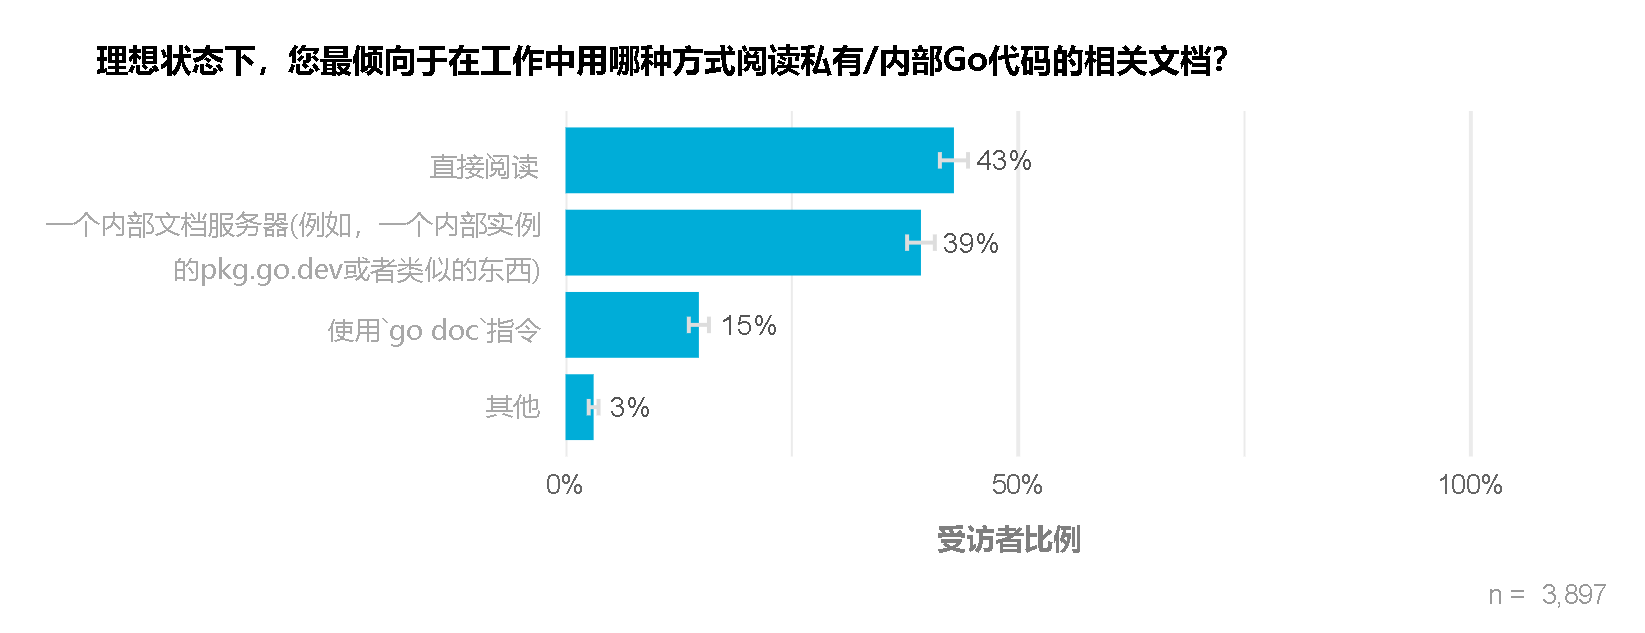 理想状态下，您最倾向于在工作中用哪种方式阅读私有/内部Go代码的相关文档?
直接阅读
43%
一个内部文档服务器(例如，一个内部实例
的pkg.go.dev或者类似的东西)
39%
使用`go doc`指令
15%
其他
3%
0%
50%
100%
受访者比例
n = 3,897